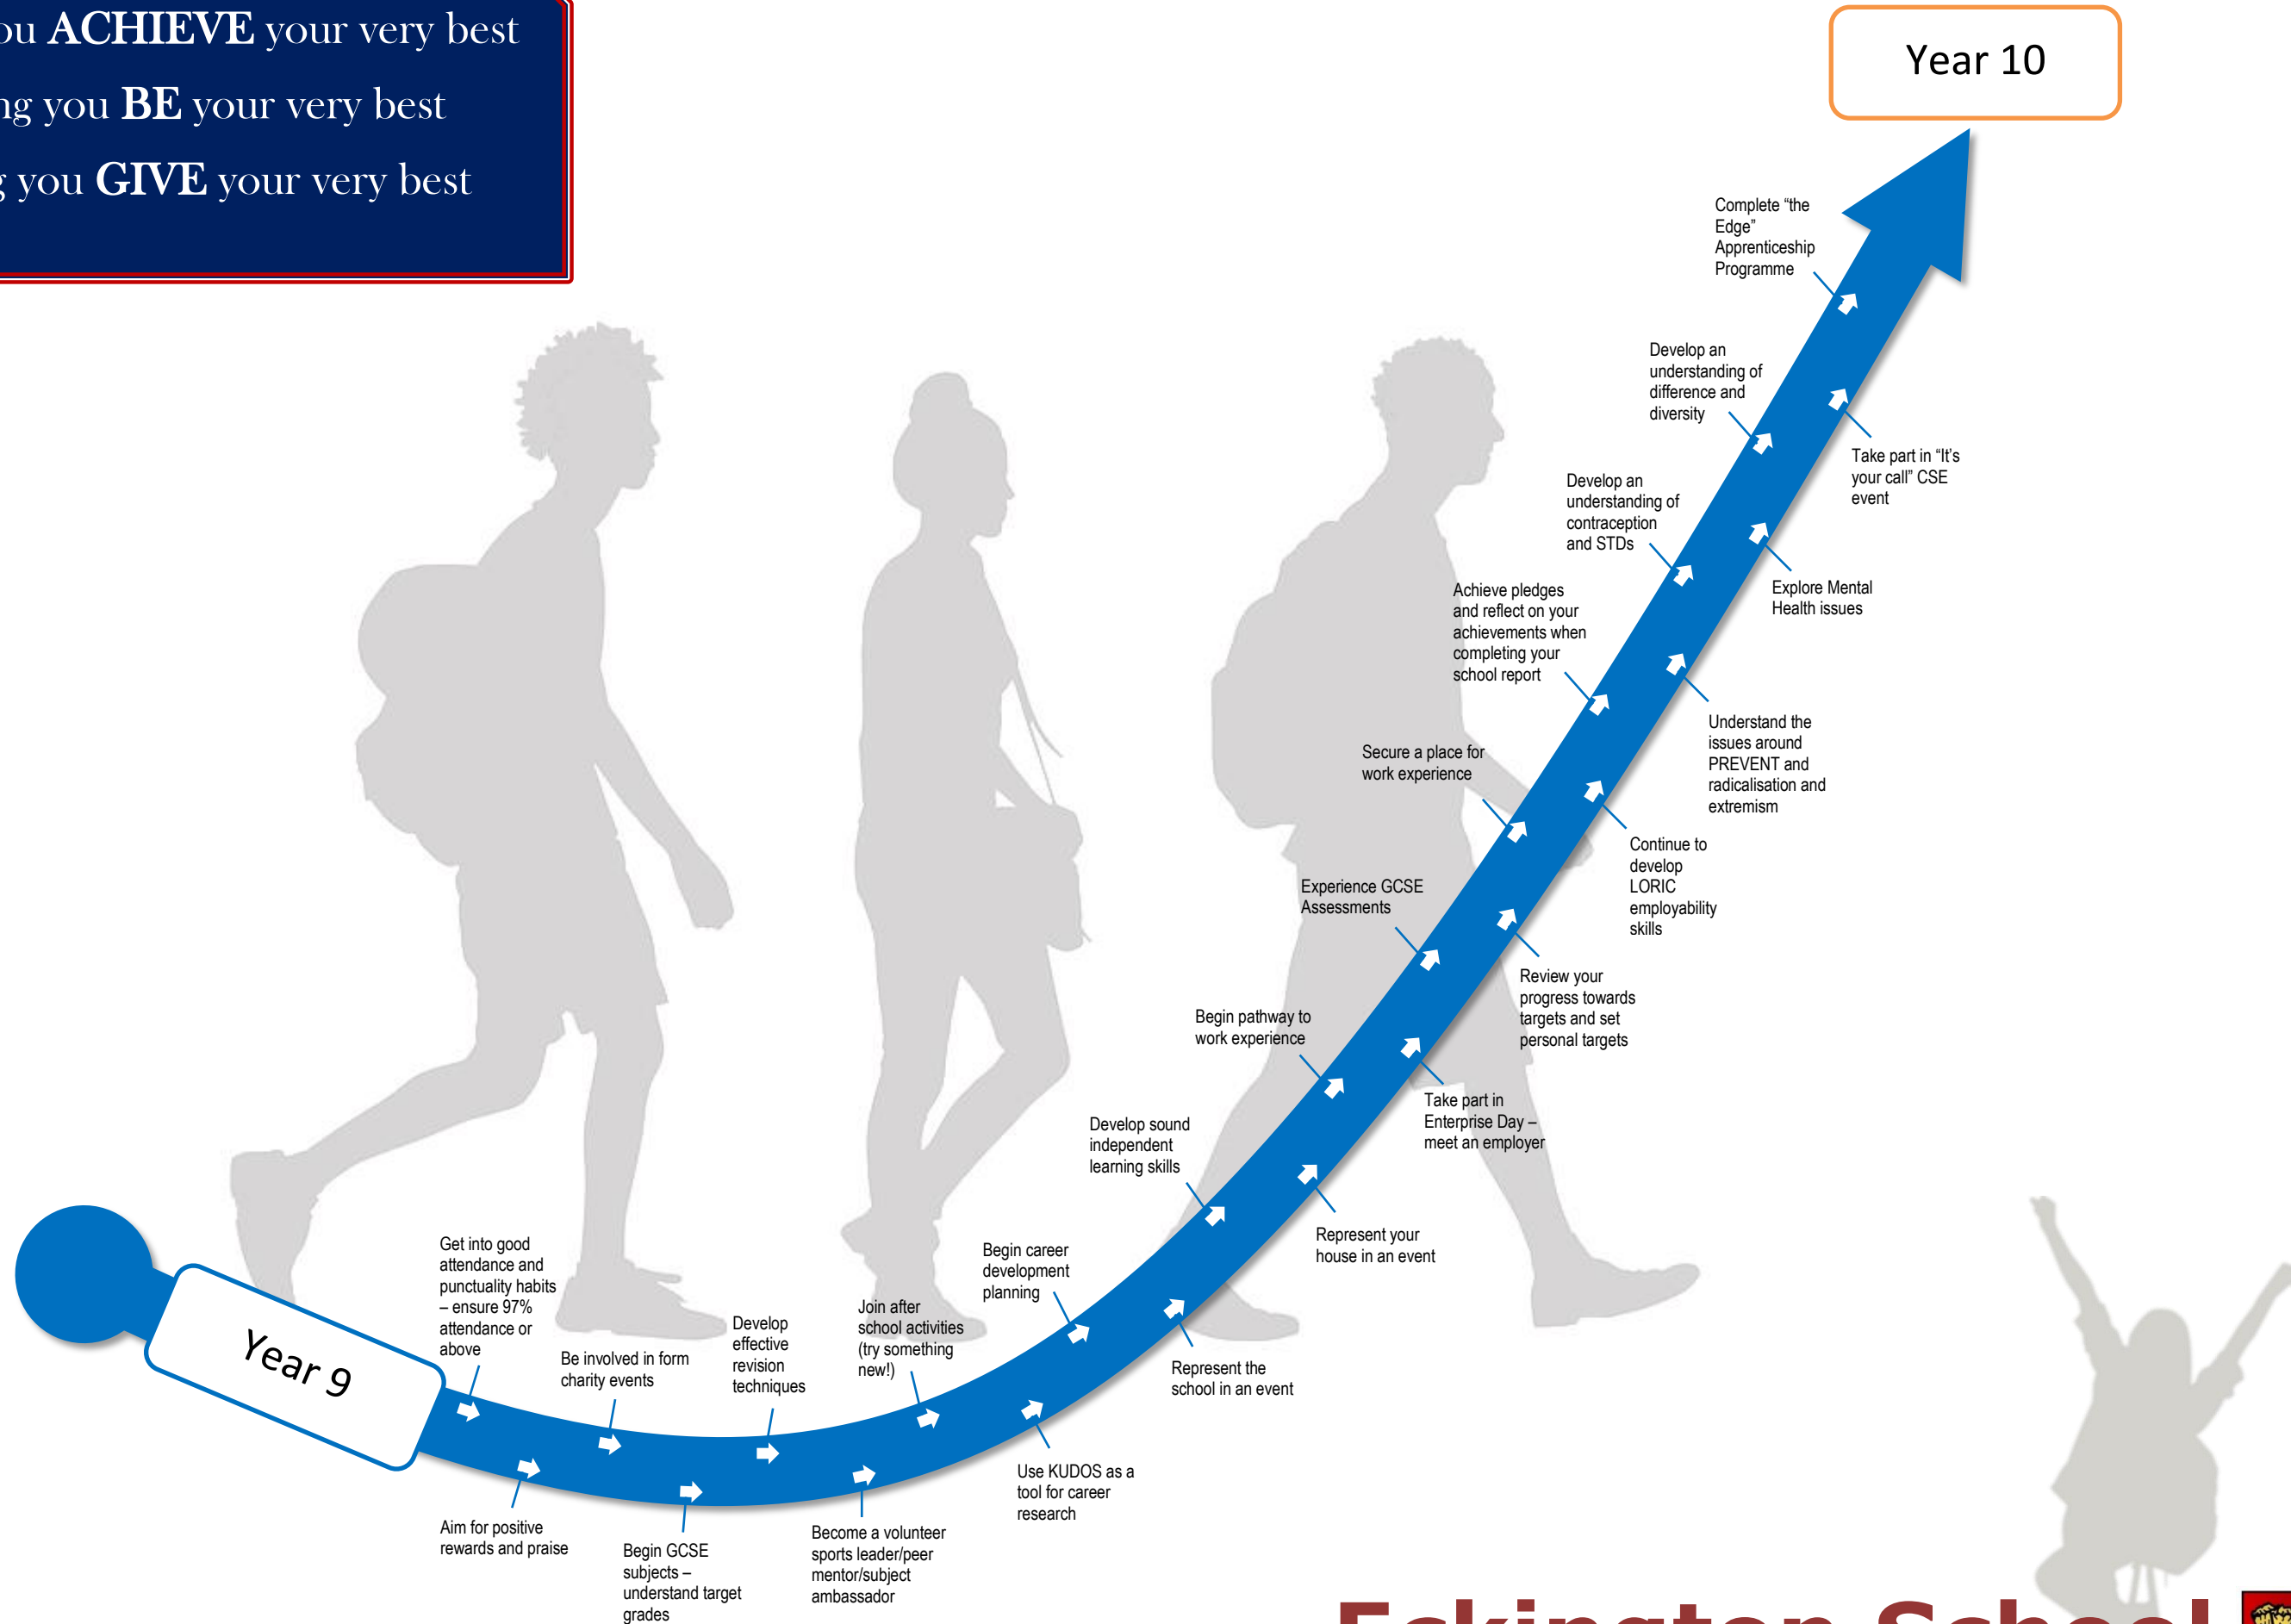 ACHIEVE your very best
you BE your very best
you GIVE your very best
Year 10
Complete “the
Edge”
Apprenticeship
Programme
Develop an
understanding of
difference and
diversity
Take part in “It’s
your call” CSE
event
Develop an
understanding of
contraception
and STDs
Explore Mental
Health issues
Achieve pledges
and reflect on your
achievements when
completing your
school report
Understand the
issues around
PREVENT and
radicalisation and
extremism
Secure a place for
work experience
Continue to
develop
LORIC
employability
skills
Experience GCSE
Assessments
Review your
progress towards
targets and set
personal targets
Begin pathway to
work experience
Take part in
Enterprise Day –
meet an employer
Develop sound
independent
learning skills
Represent your
house in an event
Begin career
development
planning
Represent the
school in an event
Join after
school activities
(try something
new!)
Use KUDOS as a
tool for career
research
Develop
effective
revision
techniques
Become a volunteer
sports leader/peer
mentor/subject
ambassador
Be involved in form
charity events
Begin GCSE
subjects –
understand target
grades
Get into good
attendance and
punctuality habits
– ensure 97%
attendance or
above
Aim for positive
rewards and praise
Year 9
Eckington School